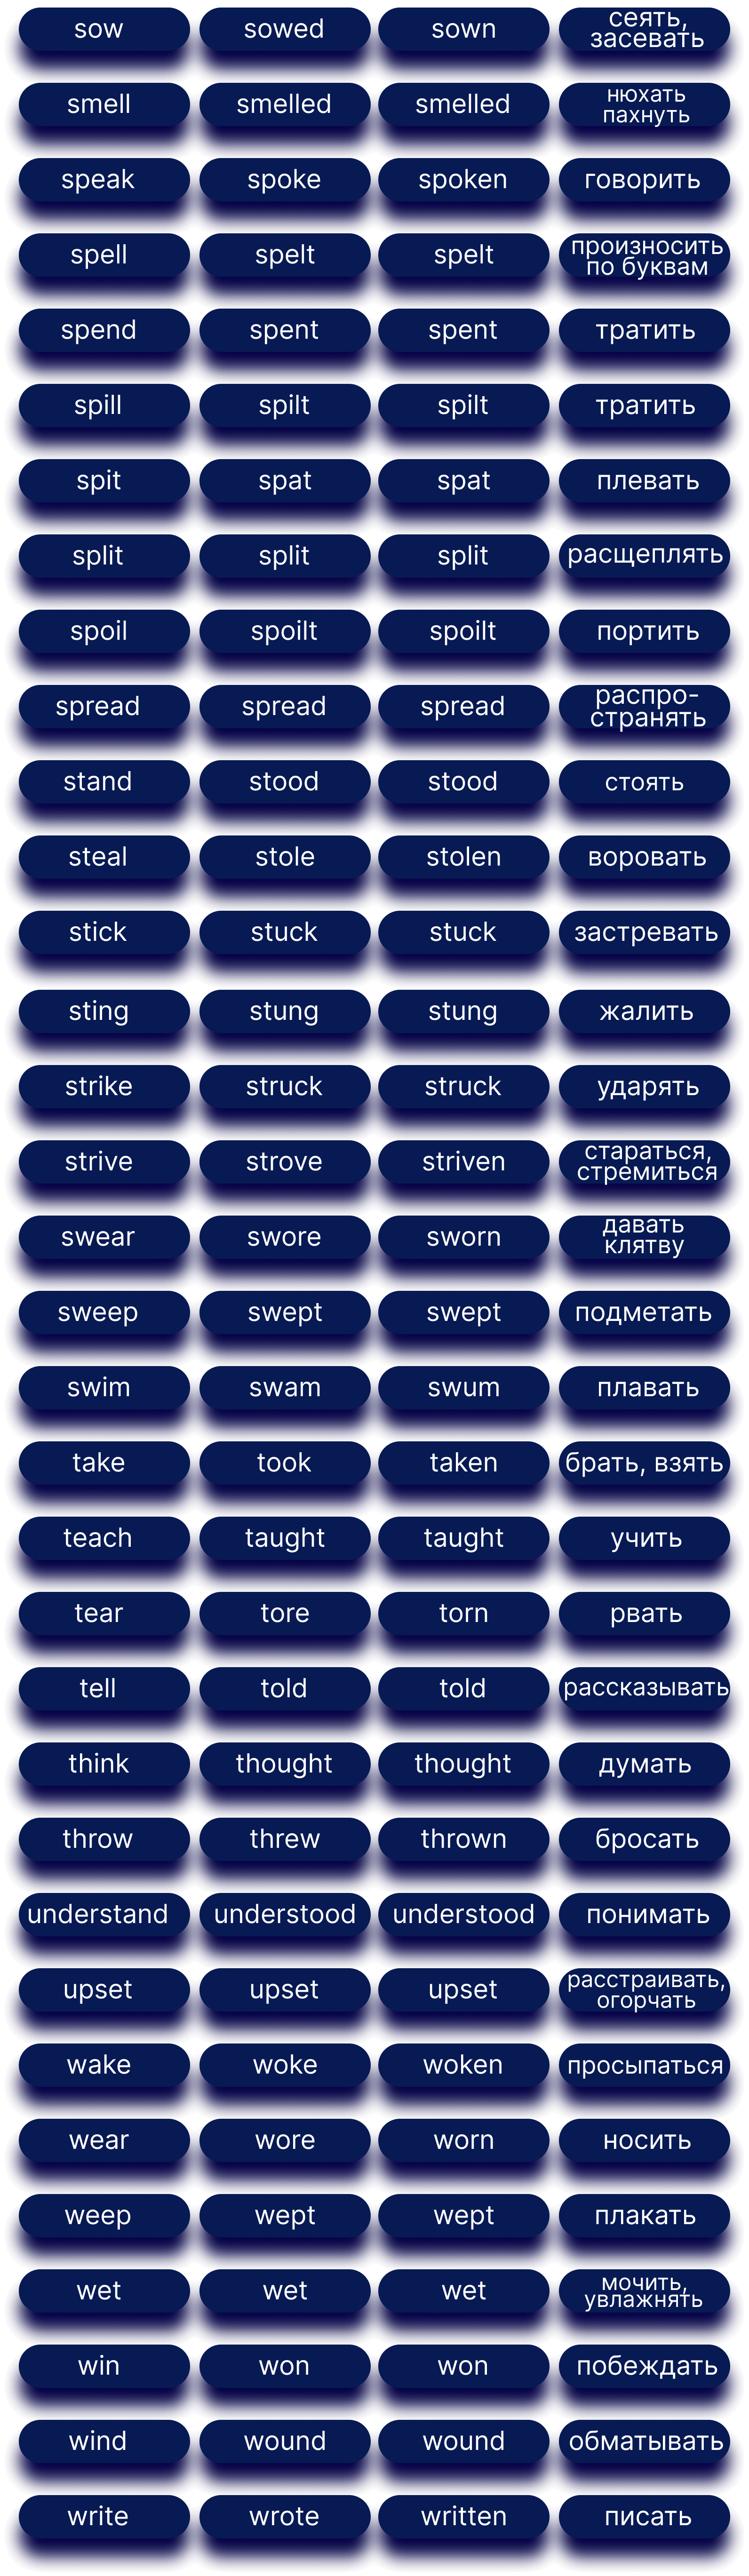 sow sowed sown сеять,
засевать
smell smelled smelled нюхать
пахнуть
speak spoke spoken говорить
spell spelt spelt произносить
по буквам
spend spent spent тратить
spill spilt spilt тратить
spit spat spat плевать
split split split расщеплять
spoil spoilt spoilt портить
spread spread spread распро-
странять
stand stood stood стоять
steal stole stolen воровать
stick stuck stuck застревать
sting stung stung жалить
strike struck struck ударять
strive strove striven стараться,
стремиться
swear swore sworn давать
клятву
sweep swept swept подметать
swim swam swum плавать
take took taken брать, взять
teach taught taught учить
tear tore torn рвать
tell told told рассказывать
think thought thought думать
throw threw thrown бросать
understand understood understood понимать
upset upset upset расстраивать,
огорчать
wake woke woken просыпаться
wear wore worn носить
weep wept wept плакать
wet wet wet мочить,
увлажнять
win won won побеждать
wind wound wound обматывать
write wrote written писать